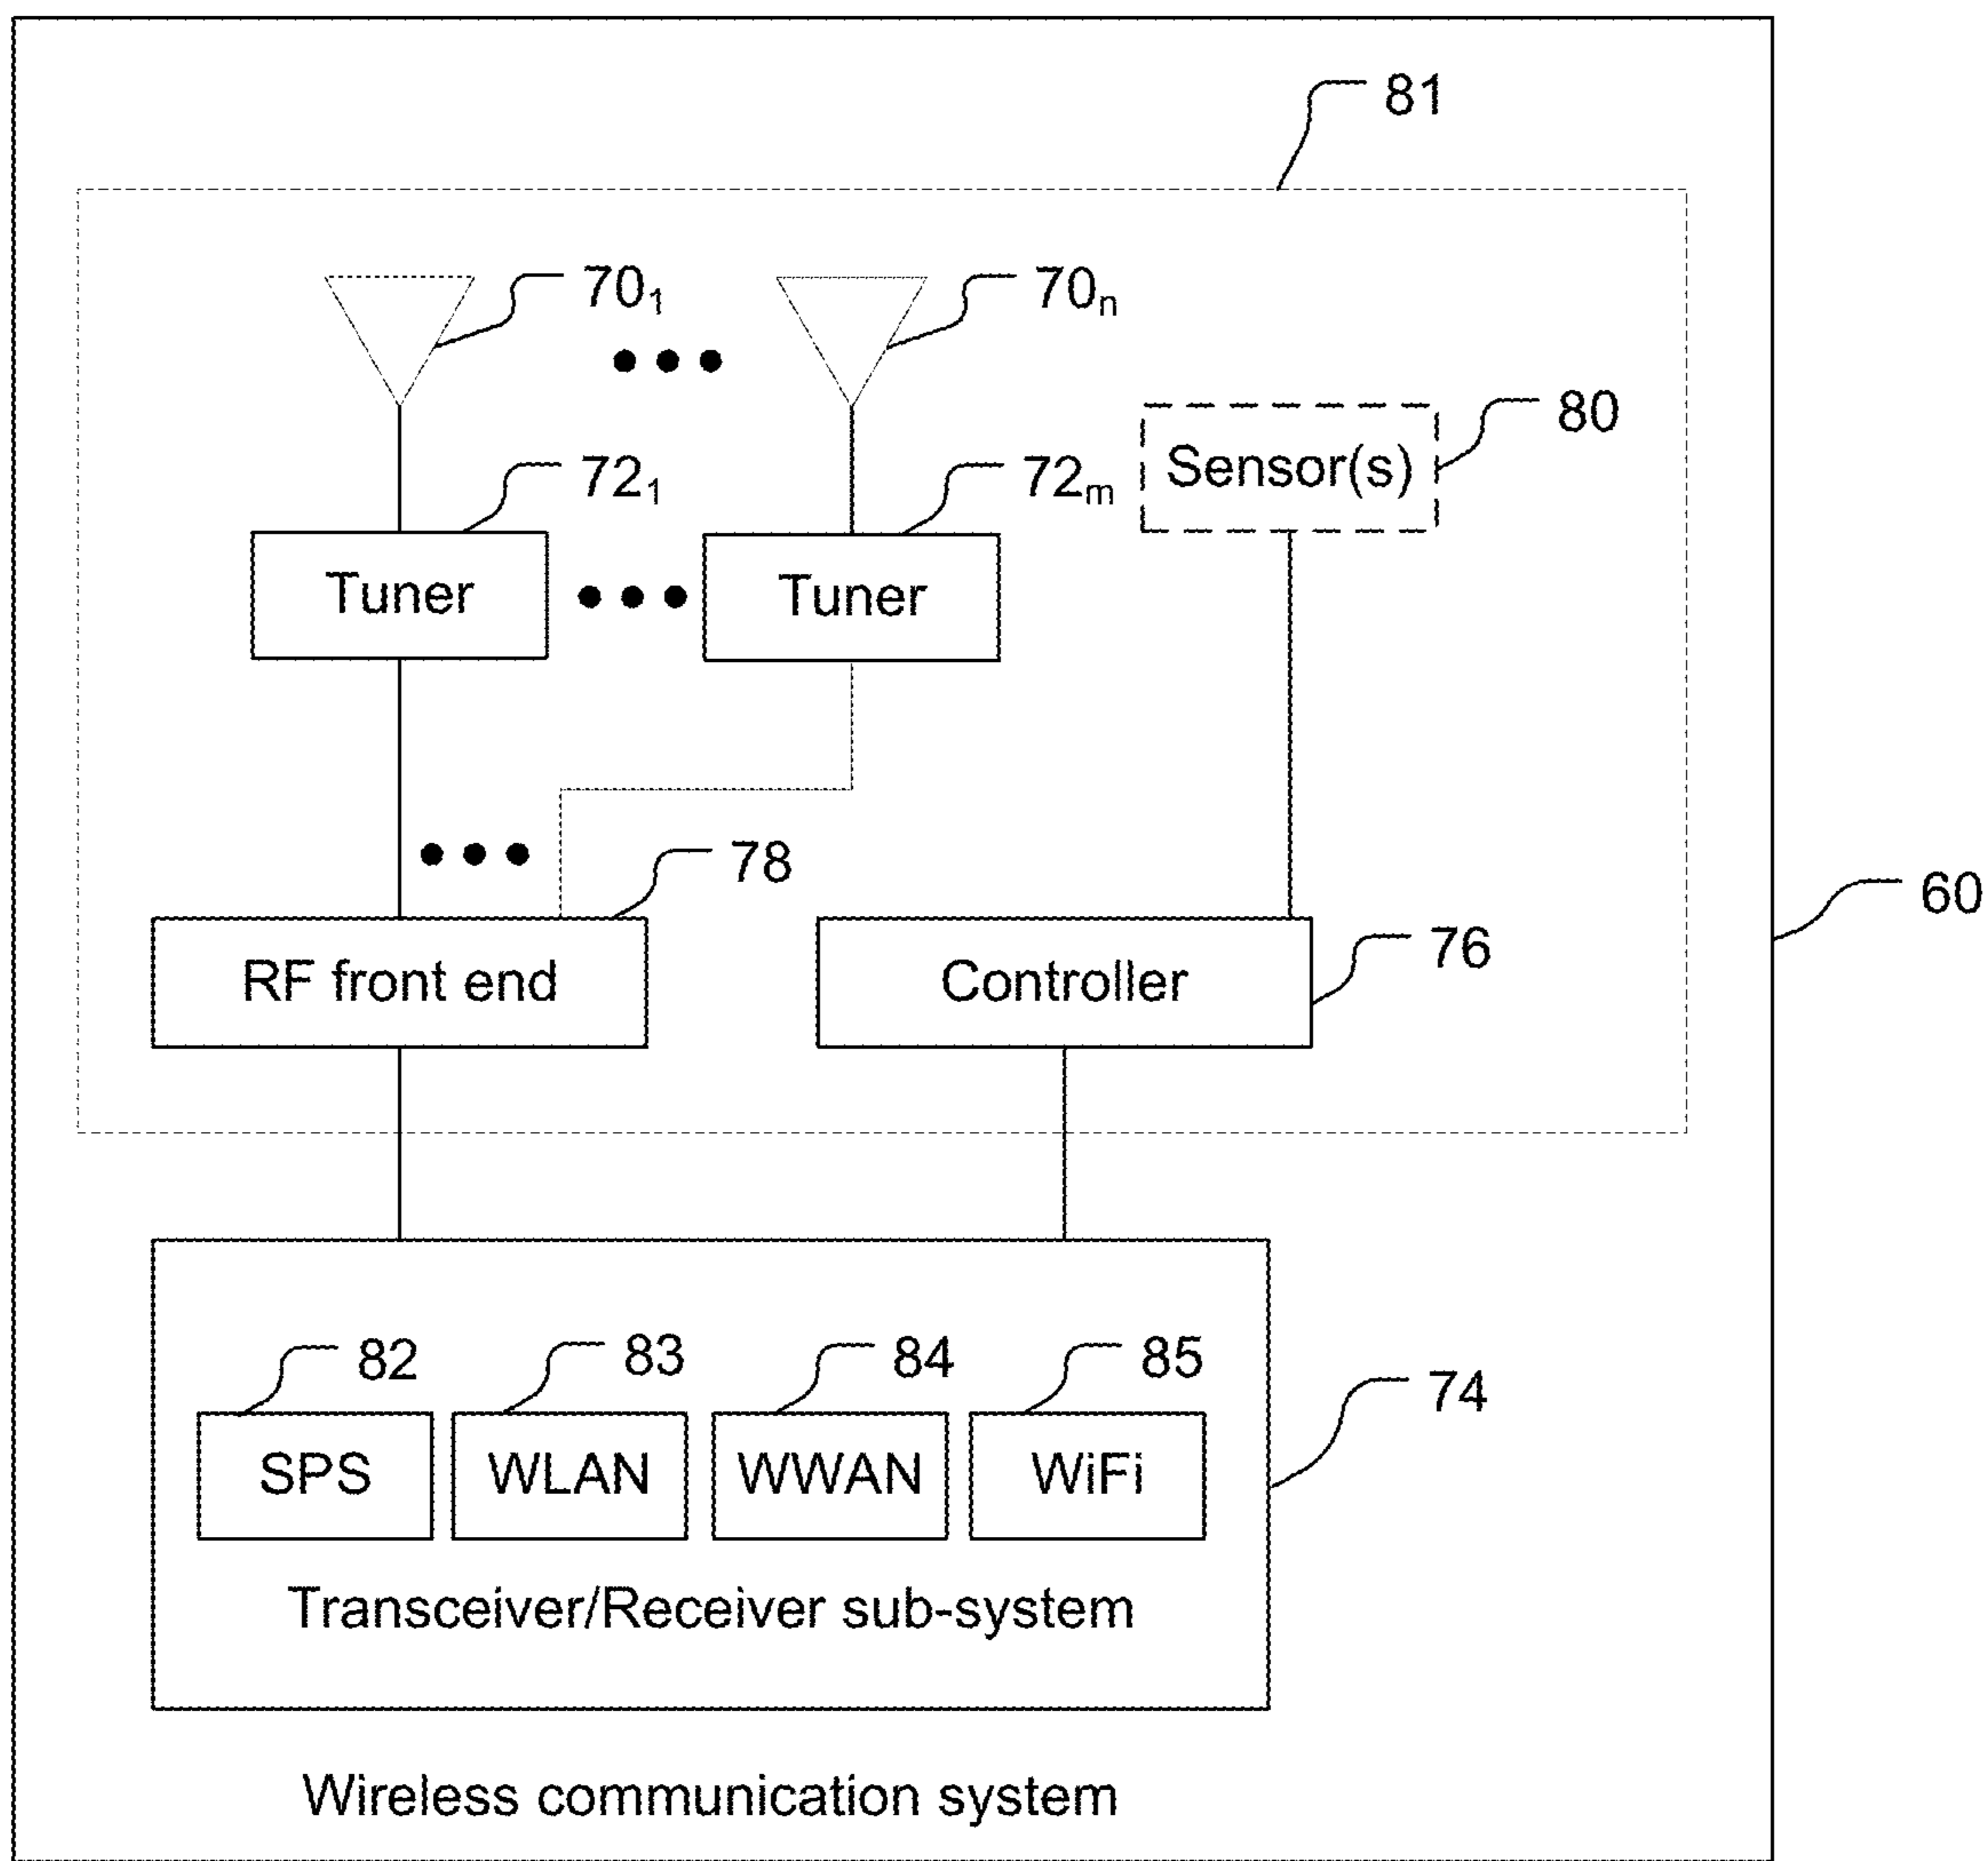 81
70₁
70ₙ
80
Sensor(s)
72₁
72ₘ
Tuner
Tuner
78
60
76
RF front end
Controller
82
83
84
85
74
SPS
WLAN
WWAN
WiFi
Transceiver/Receiver sub-system
Wireless communication system